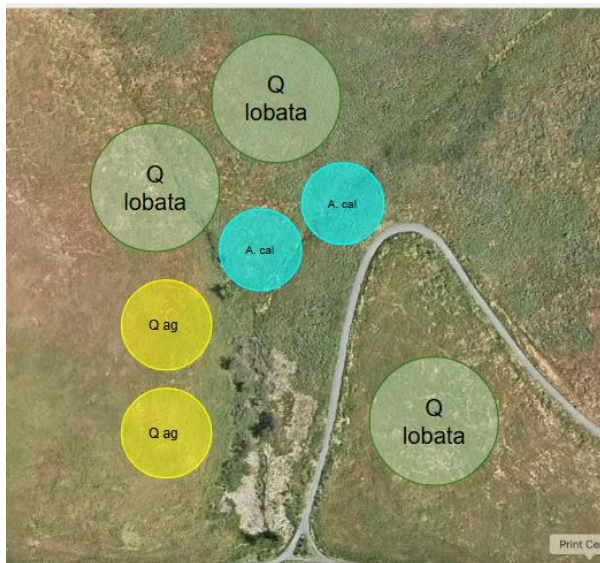 Q
lobata
Q
lobata
A. cal
A. cal
Q ag
Q
lobata
Q ag
Print Ce